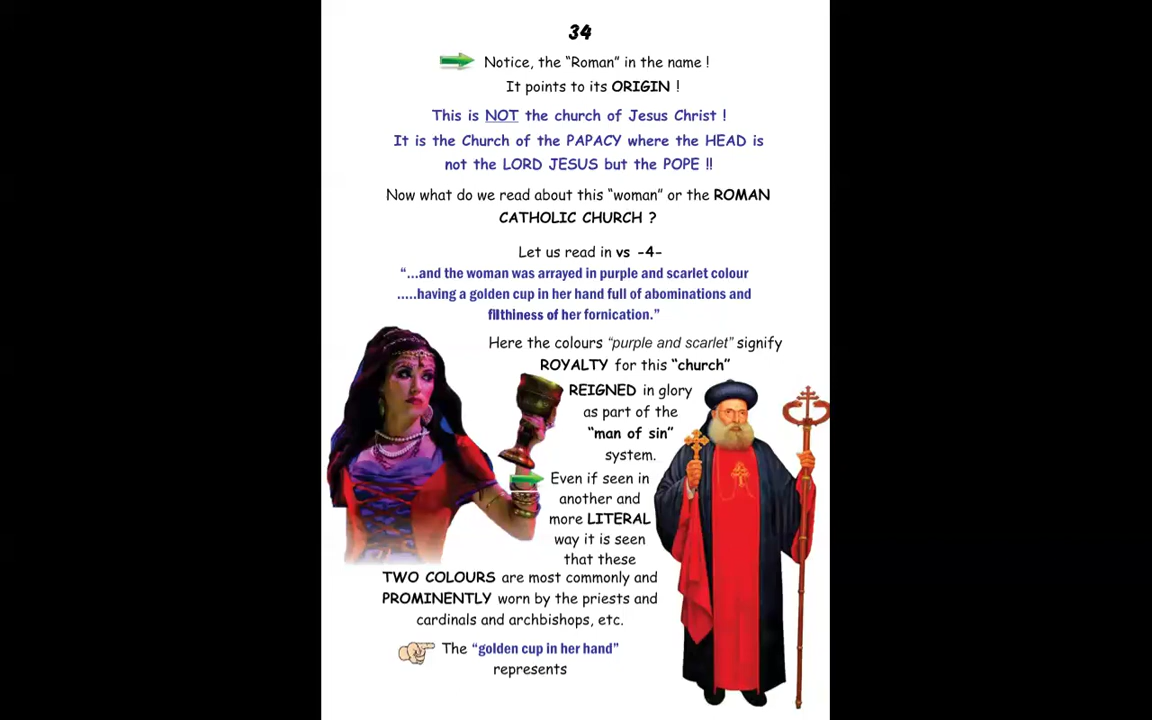 34
Notice, the “Roman” in the name !
It points to its ORIGIN !
This is NOT the church of Jesus Christ !
It is the Church of the PAPACY where the HEAD is
not the LORD JESUS but the POPE !!
Now what do we read about this “woman” or the ROMAN
CATHOLIC CHURCH ?
Let us read in vs -4-
“...and the woman was arrayed in purple and scarlet colour
.....having a golden cup in her hand full of abominations and
filthiness of her fornication.”
Here the colours “purple and scarlet” signify
ROYALTY for this “church”
REIGNED in glory
as part of the
“man of sin”
system.
Even if seen in
another and
more LITERAL
way it is seen
that these
TWO COLOURS are most commonly and
PROMINENTLY worn by the priests and
cardinals and archbishops, etc.
The “golden cup in her hand”
represents